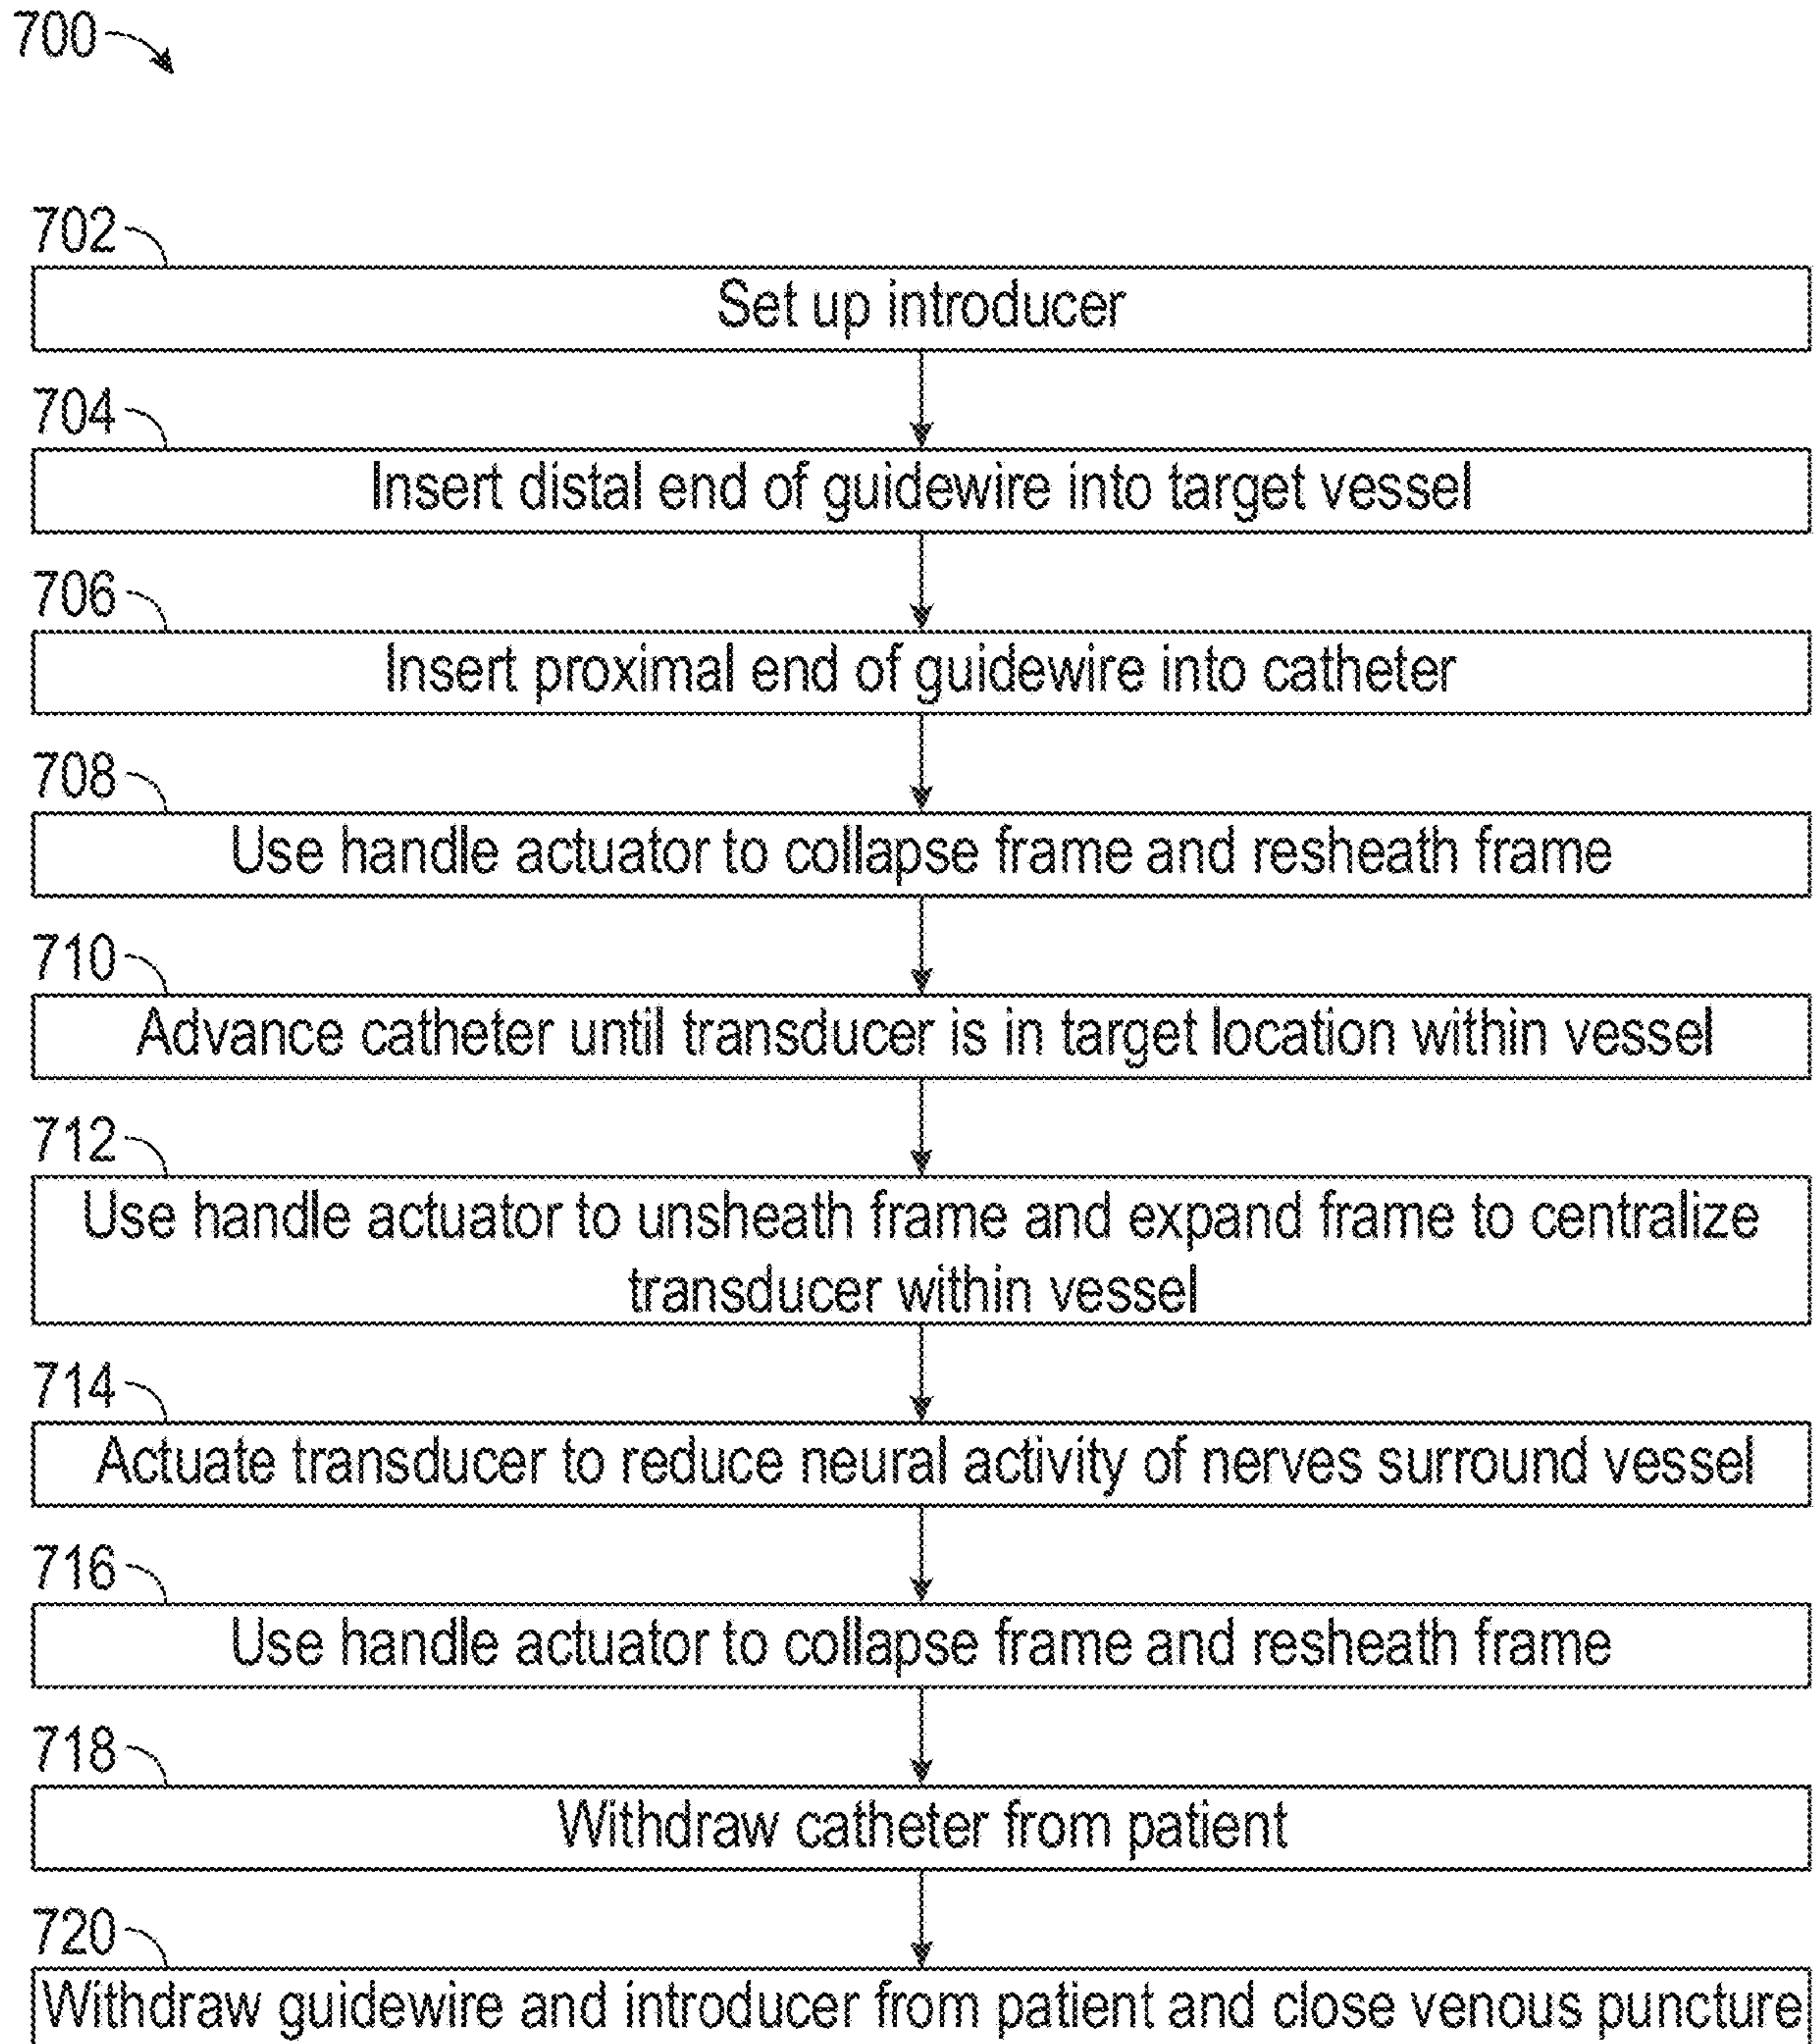 700
702
Set up introducer
704
Insert distal end of guidewire into target vessel
706
Insert proximal end of guidewire into catheter
708
Use handle actuator to collapse frame and resheath frame
710
Advance catheter until transducer is in target location within vessel
712
Use handle actuator to unsheath frame and expand frame to centralize
transducer within vessel
714
Actuate transducer to reduce neural activity of nerves surround vessel
716
Use handle actuator to collapse frame and resheath frame
718
Withdraw catheter from patient
720
Withdraw guidewire and introducer from patient and close venous puncture